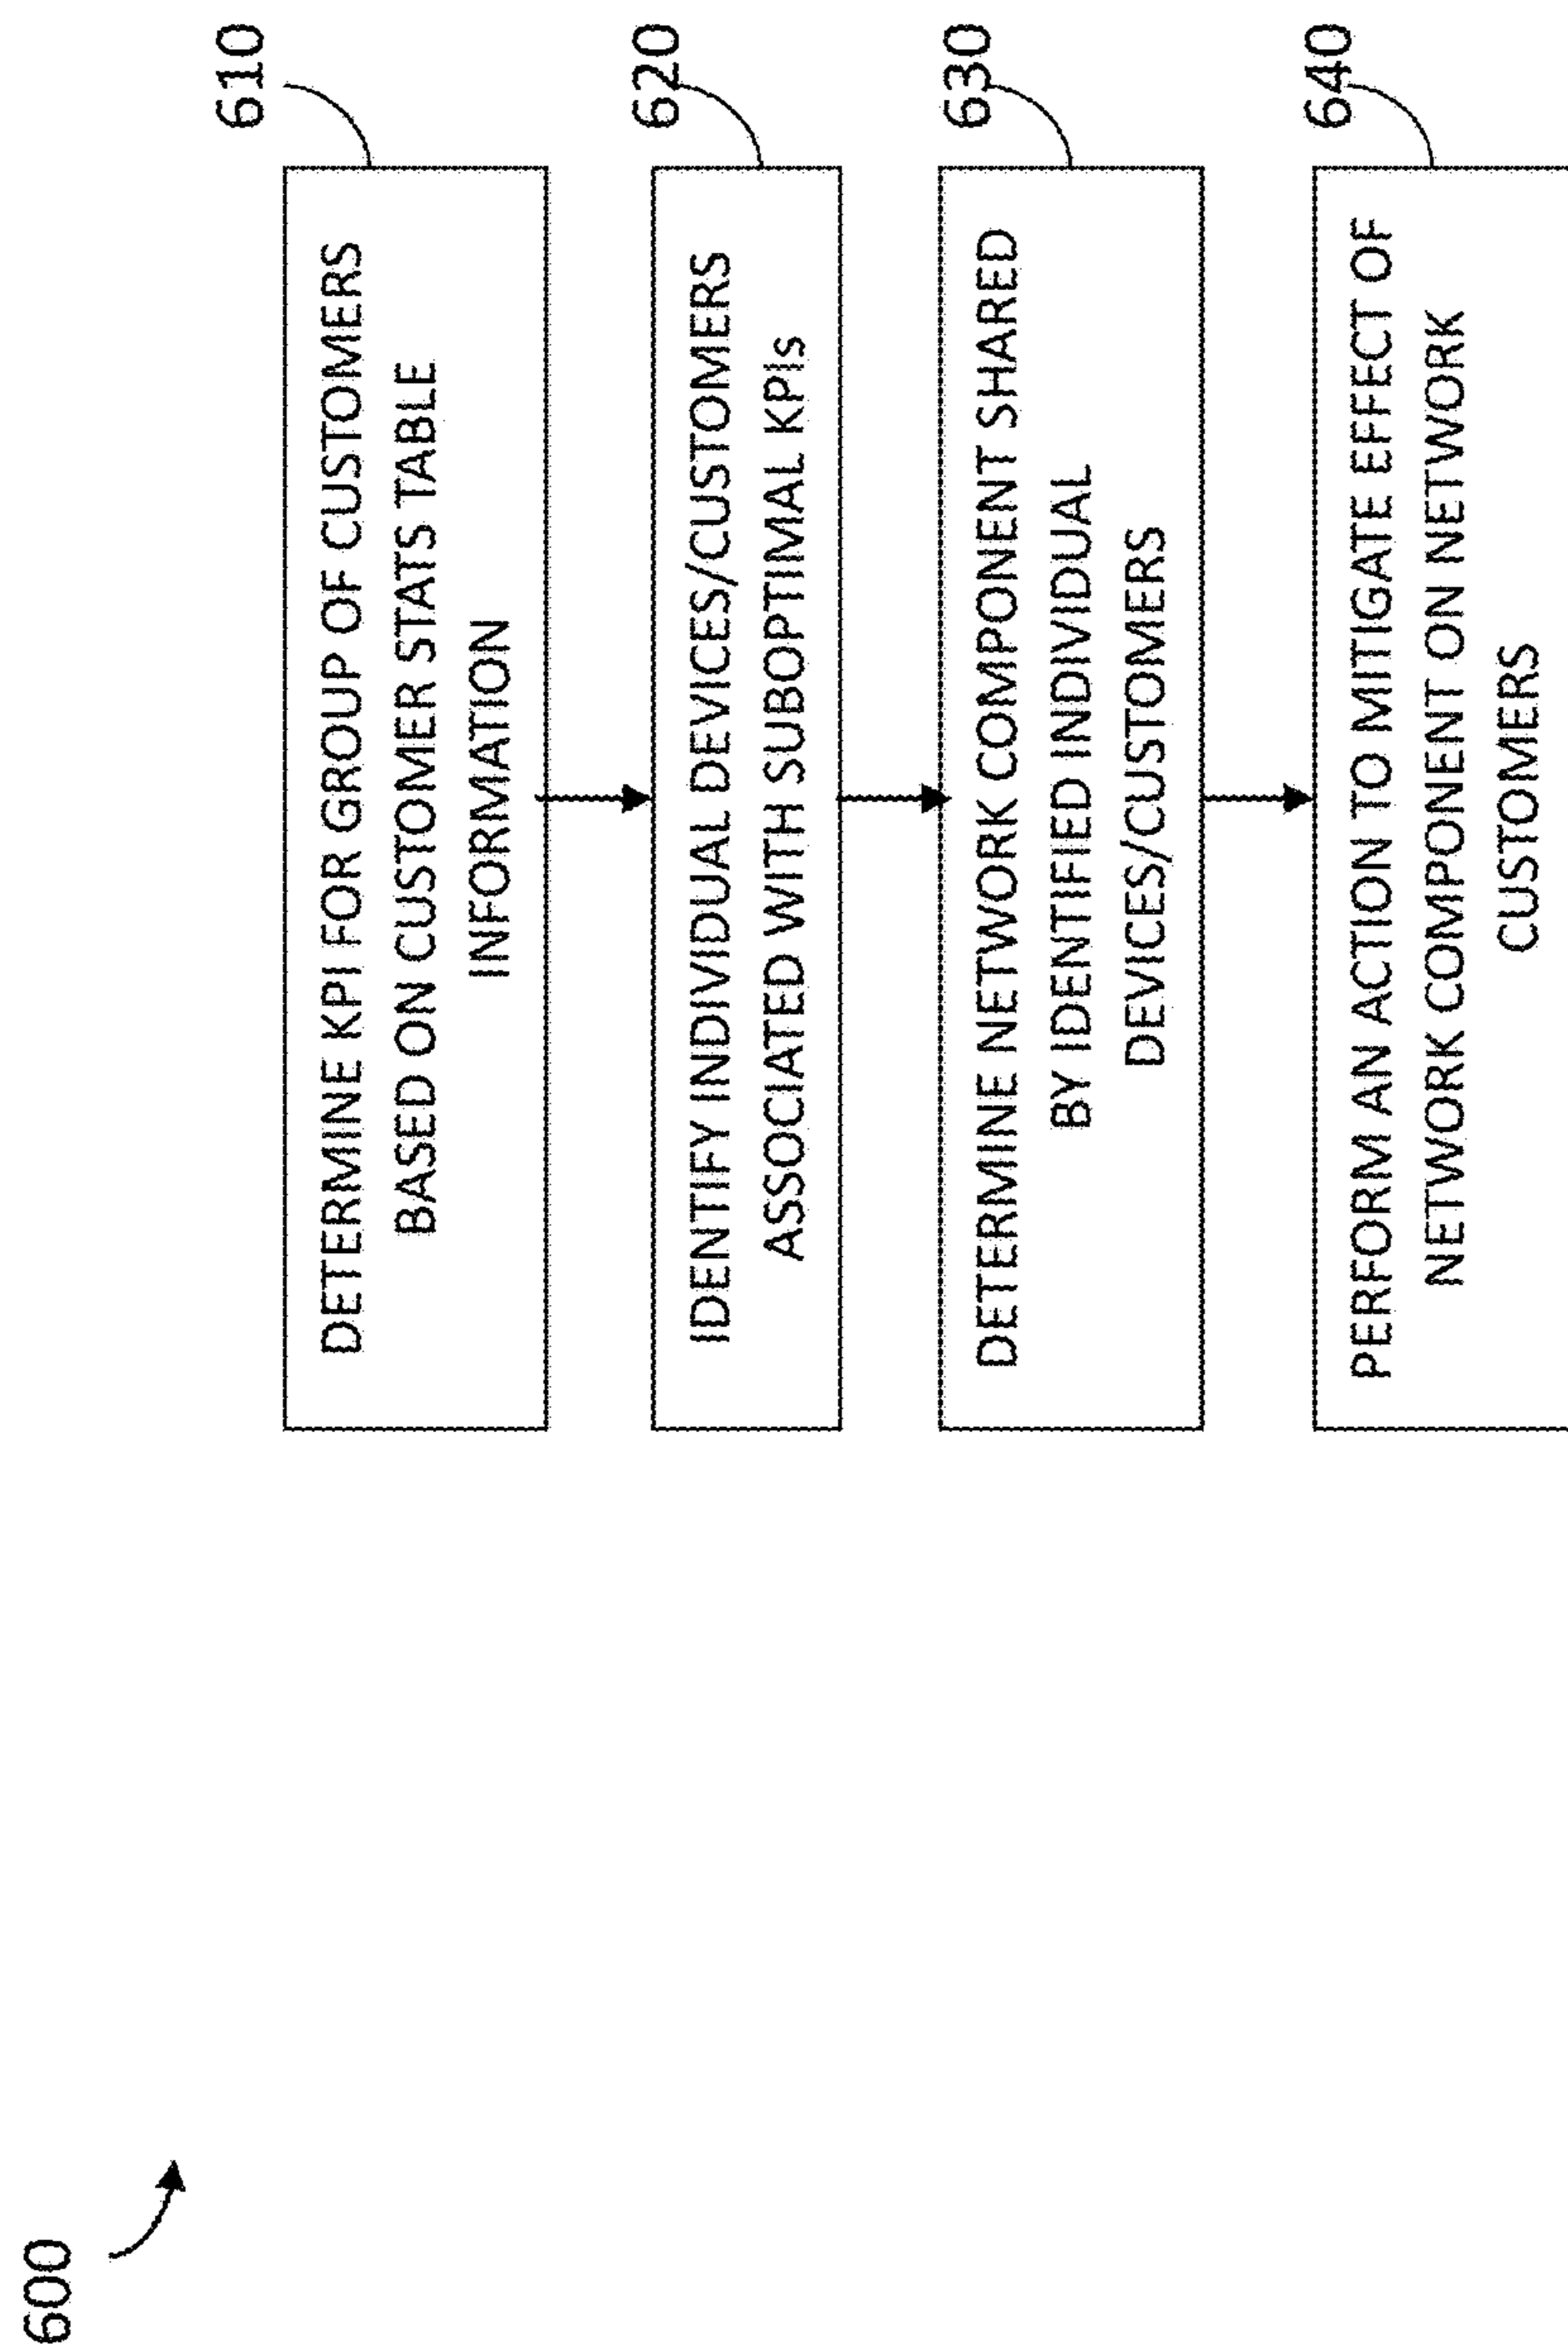 600
610
DETERMINE KPI FOR GROUP OF CUSTOMERS
BASED ON CUSTOMER STATS TABLE
INFORMATION
620
IDENTIFY INDIVIDUAL DEVICES/CUSTOMERS
ASSOCIATED WITH SUBOPTIMAL KPIs
630
DETERMINE NETWORK COMPONENT SHARED
BY IDENTIFIED INDIVIDUAL
DEVICES/CUSTOMERS
640
PERFORM AN ACTION TO MITIGATE EFFECT OF
NETWORK COMPONENT ON NETWORK
CUSTOMERS